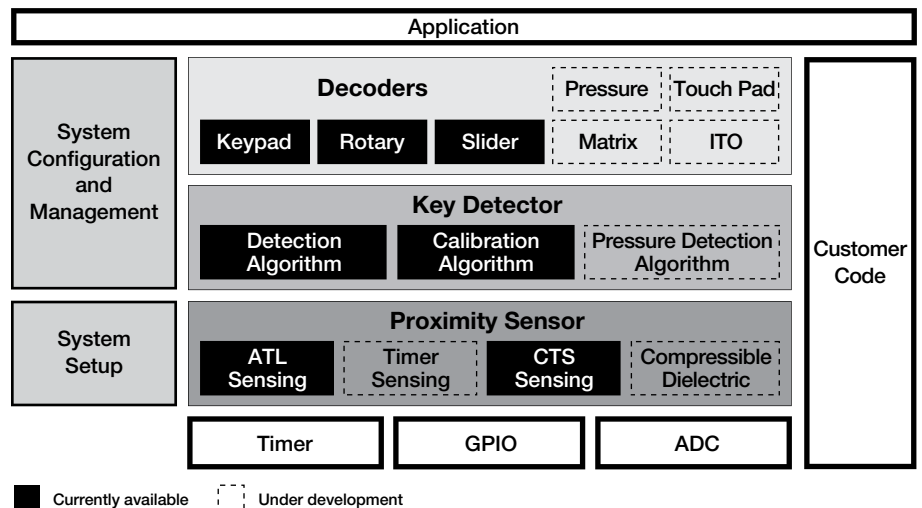 Application
System
Configuration
and
Management
Decoders
Pressure
Touch Pad
Keypad
Rotary
Slider
Matrix
ITO
Key Detector
Detection
Algorithm
Calibration
Algorithm
Pressure Detection
Algorithm
Customer
Code
System
Setup
Proximity Sensor
ATL
Sensing
Timer
Sensing
CTS
Sensing
Compressible
Dielectric
Timer
GPIO
ADC
Currently available
Under development